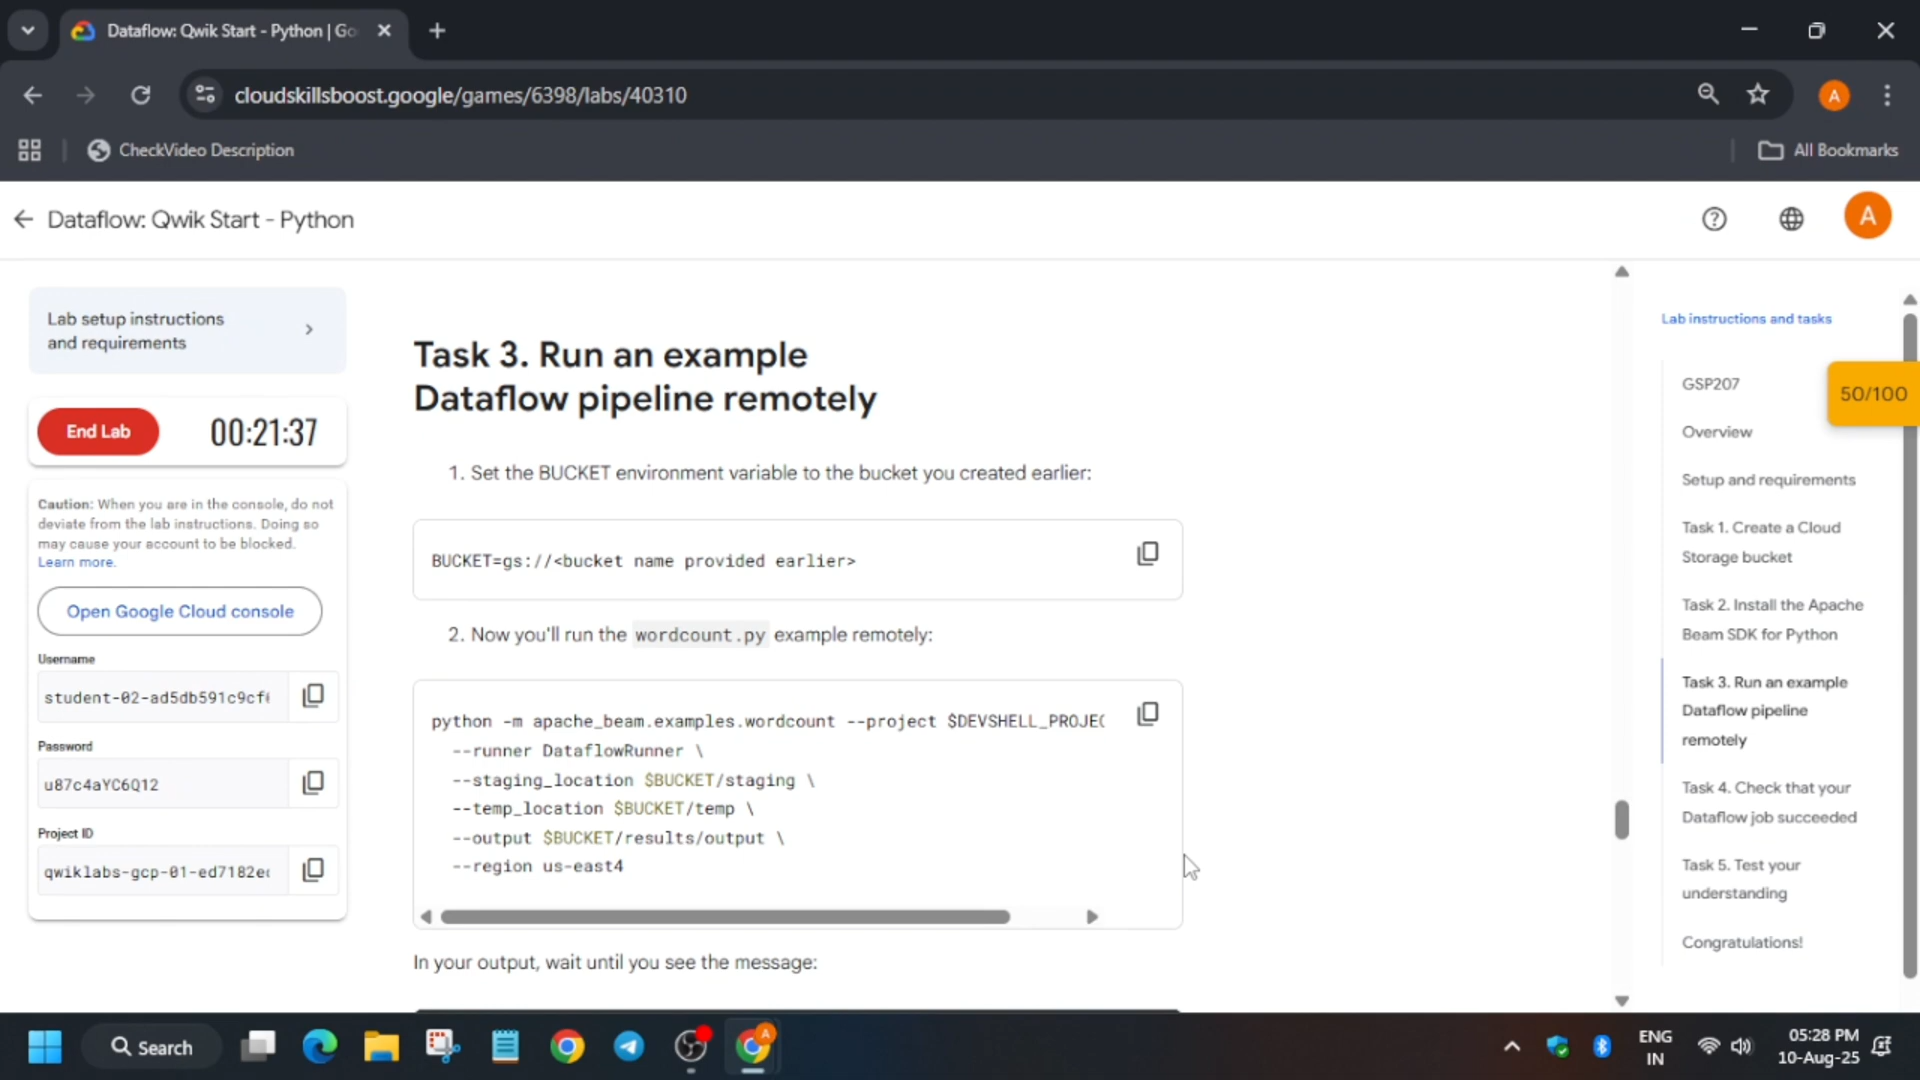 Dataflow: Qwik Start - Python | Go
cloudskillsboost.google/games/6398/labs/40310
A
CheckVideo Description
All Bookmarks
Dataflow: Qwik Start - Python
A
Lab setup instructions
and requirements
End Lab
00:21:37
Caution: When you are in the console, do not
deviate from the lab instructions. Doing so
may cause your account to be blocked.
Learn more.
Open Google Cloud console
Username
student-02-ad5db591c9cf
Password
u87c4aYC6Q12
Project ID
qwiklabs-gcp-01-ed7182e
Task 3. Run an example
Dataflow pipeline remotely
1. Set the BUCKET environment variable to the bucket you created earlier:
BUCKET=gs://<bucket name provided earlier>
2. Now you'll run the wordcount.py example remotely:
python -m apache_beam.examples.wordcount --project $DEVSHELL_PROJEC
--runner DataflowRunner \
--staging_location $BUCKET/staging \
--temp_location $BUCKET/temp \
--output $BUCKET/results/output \
--region us-east4
In your output, wait until you see the message:
Lab instructions and tasks
GSP207
50/100
Overview
Setup and requirements
Task 1. Create a Cloud
Storage bucket
Task 2. Install the Apache
Beam SDK for Python
Task 3. Run an example
Dataflow pipeline
remotely
Task 4. Check that your
Dataflow job succeeded
Task 5. Test your
understanding
Congratulations!
Search
A
ENG
IN
05:28 PM
10-Aug-25